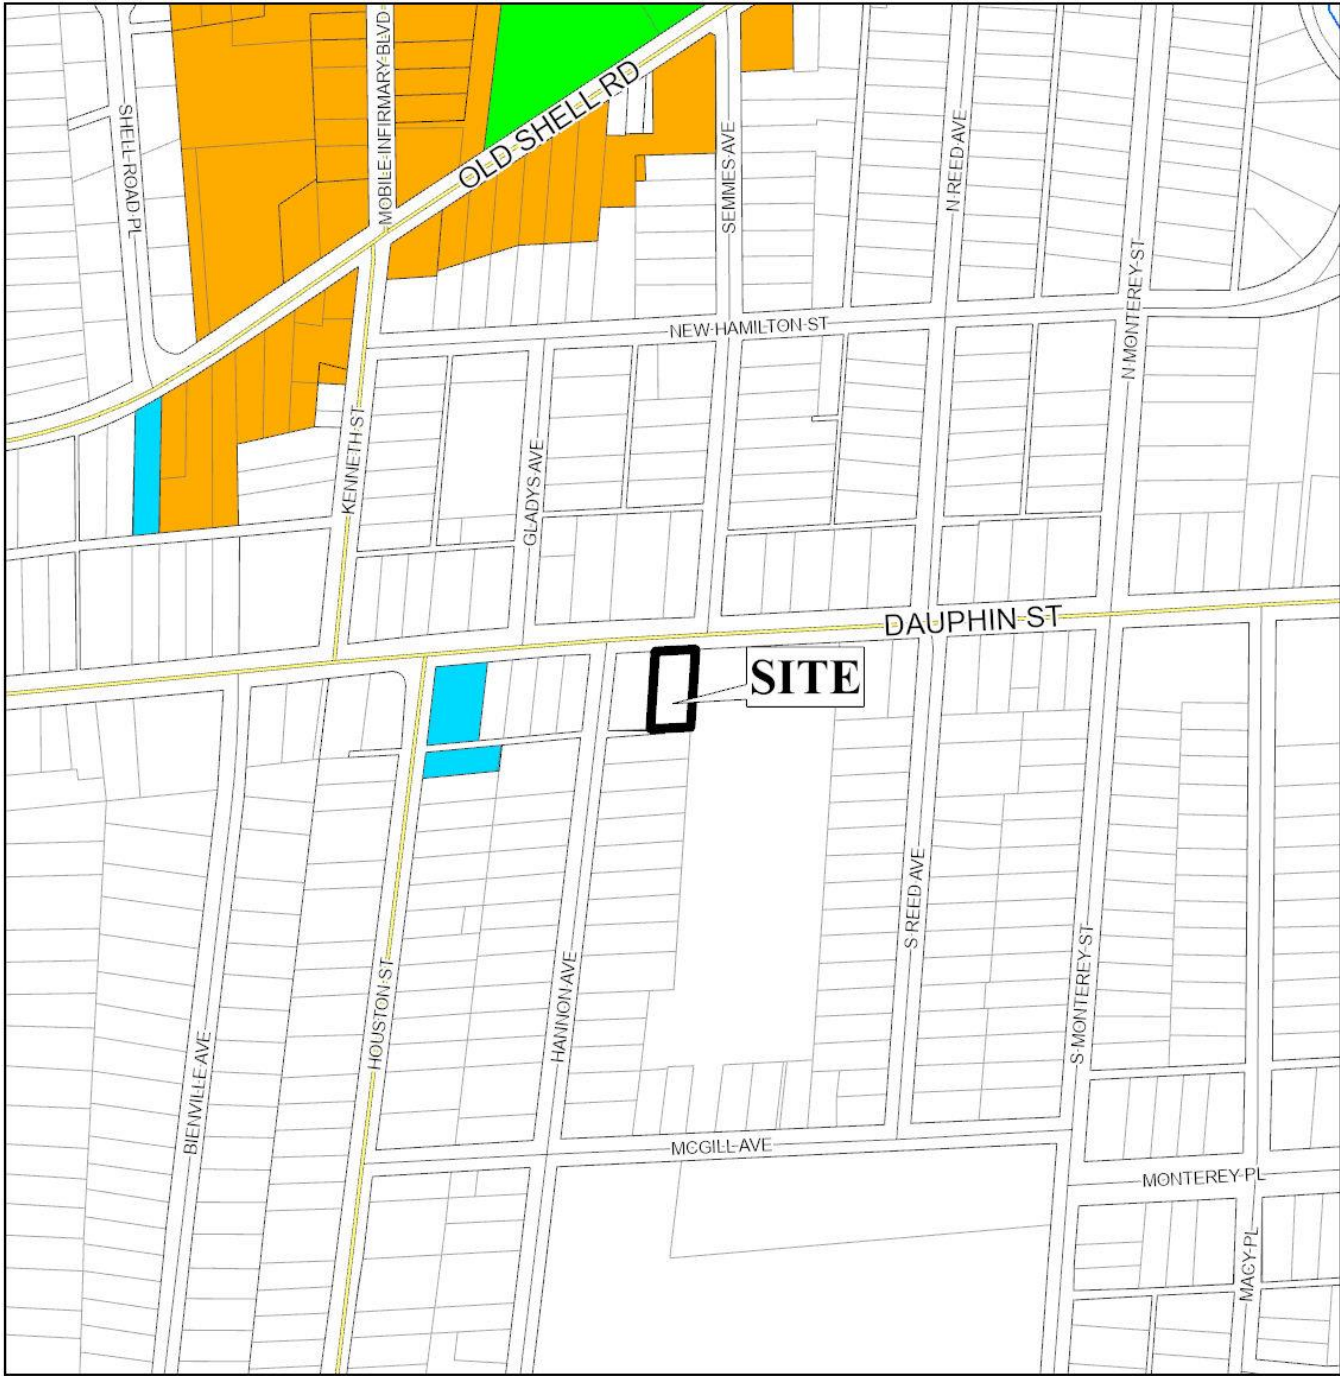 MOBILE INFIRMARY BLVD
OLD SHELL RD
SHELL ROAD PL
SEMMES AVE
N REED AVE
N MONTEREY ST
NEW HAMILTON ST
KENNETH ST
GLADYS AVE
DAUPHIN ST
SITE
S REED AVE
S MONTEREY ST
HOUSTON ST
HANNON AVE
BIENVILLE AVE
MCGILL AVE
MONTEREY PL
MACY PL